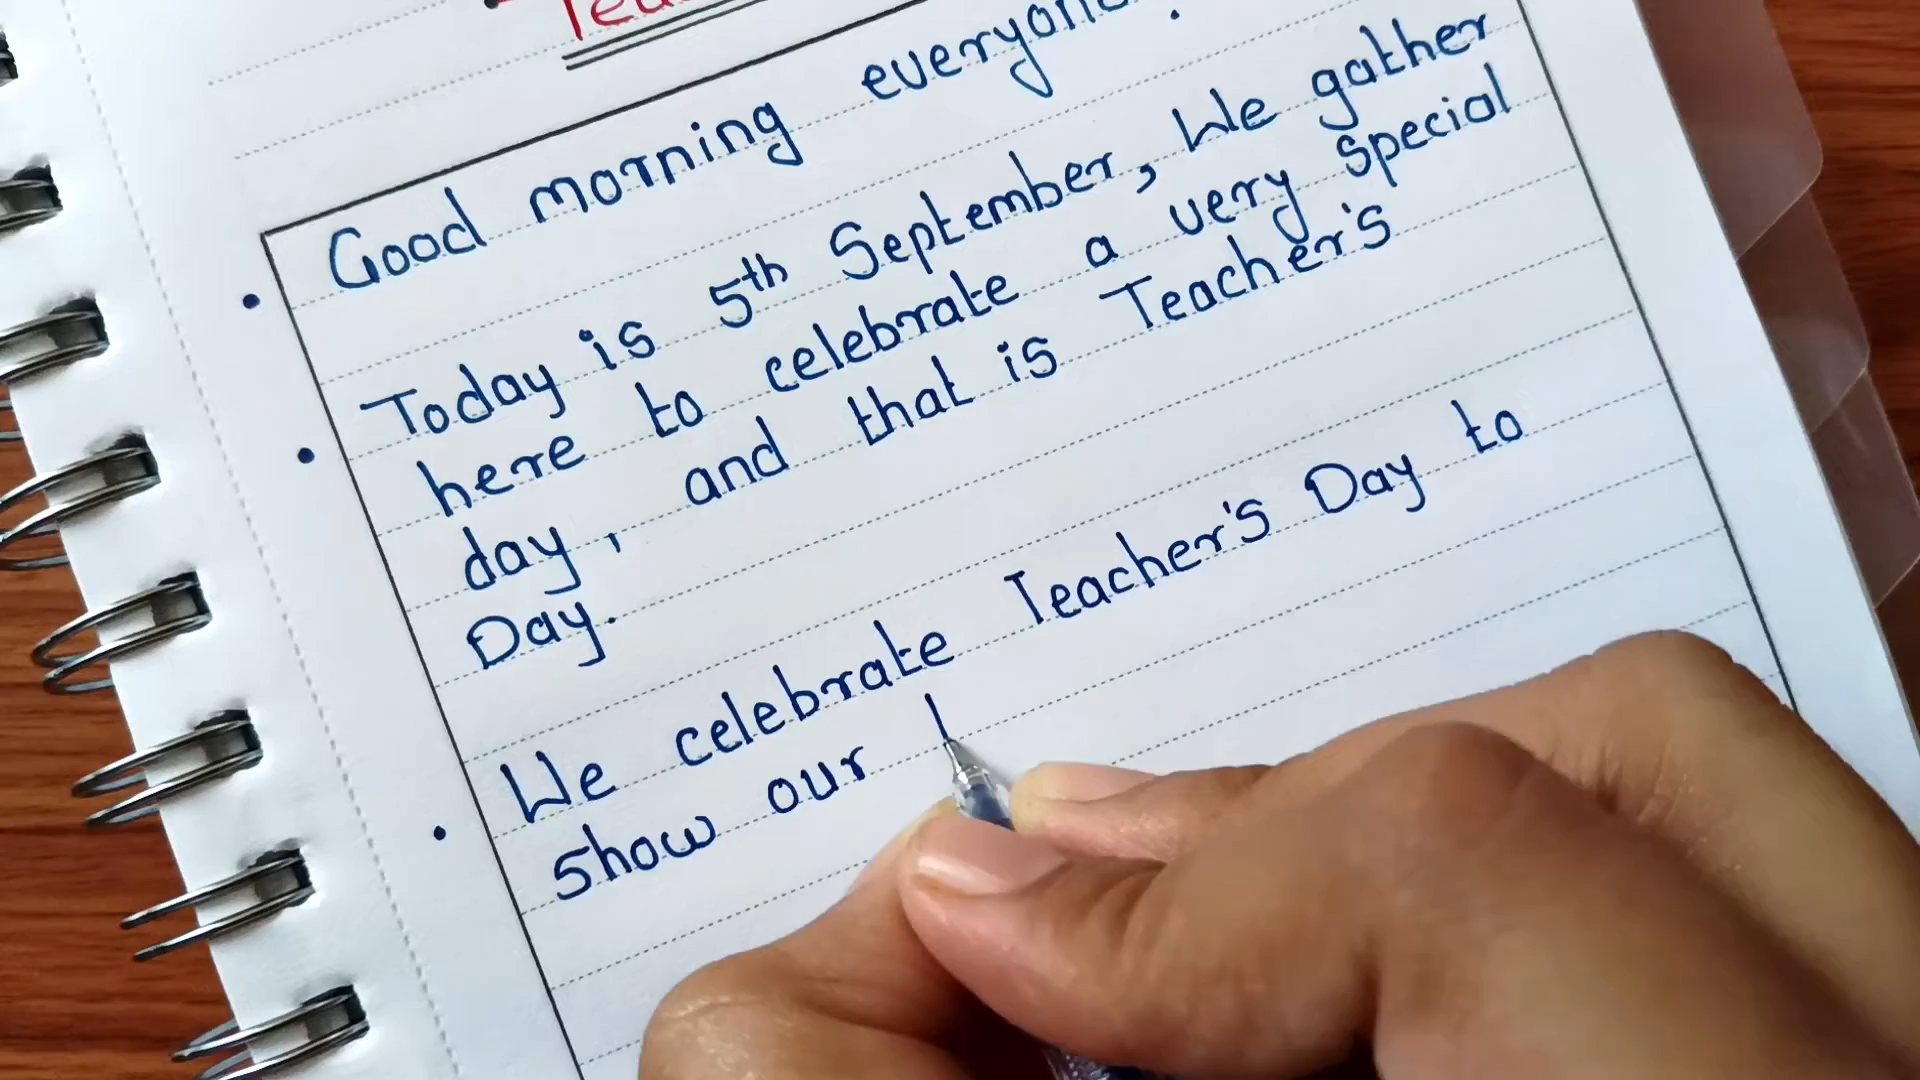 Good morning everyone.
Today is 5th September, We gather
here to celebrate a very special
day, and that is Teacher's
Day.
We celebrate Teacher's Day to
show our